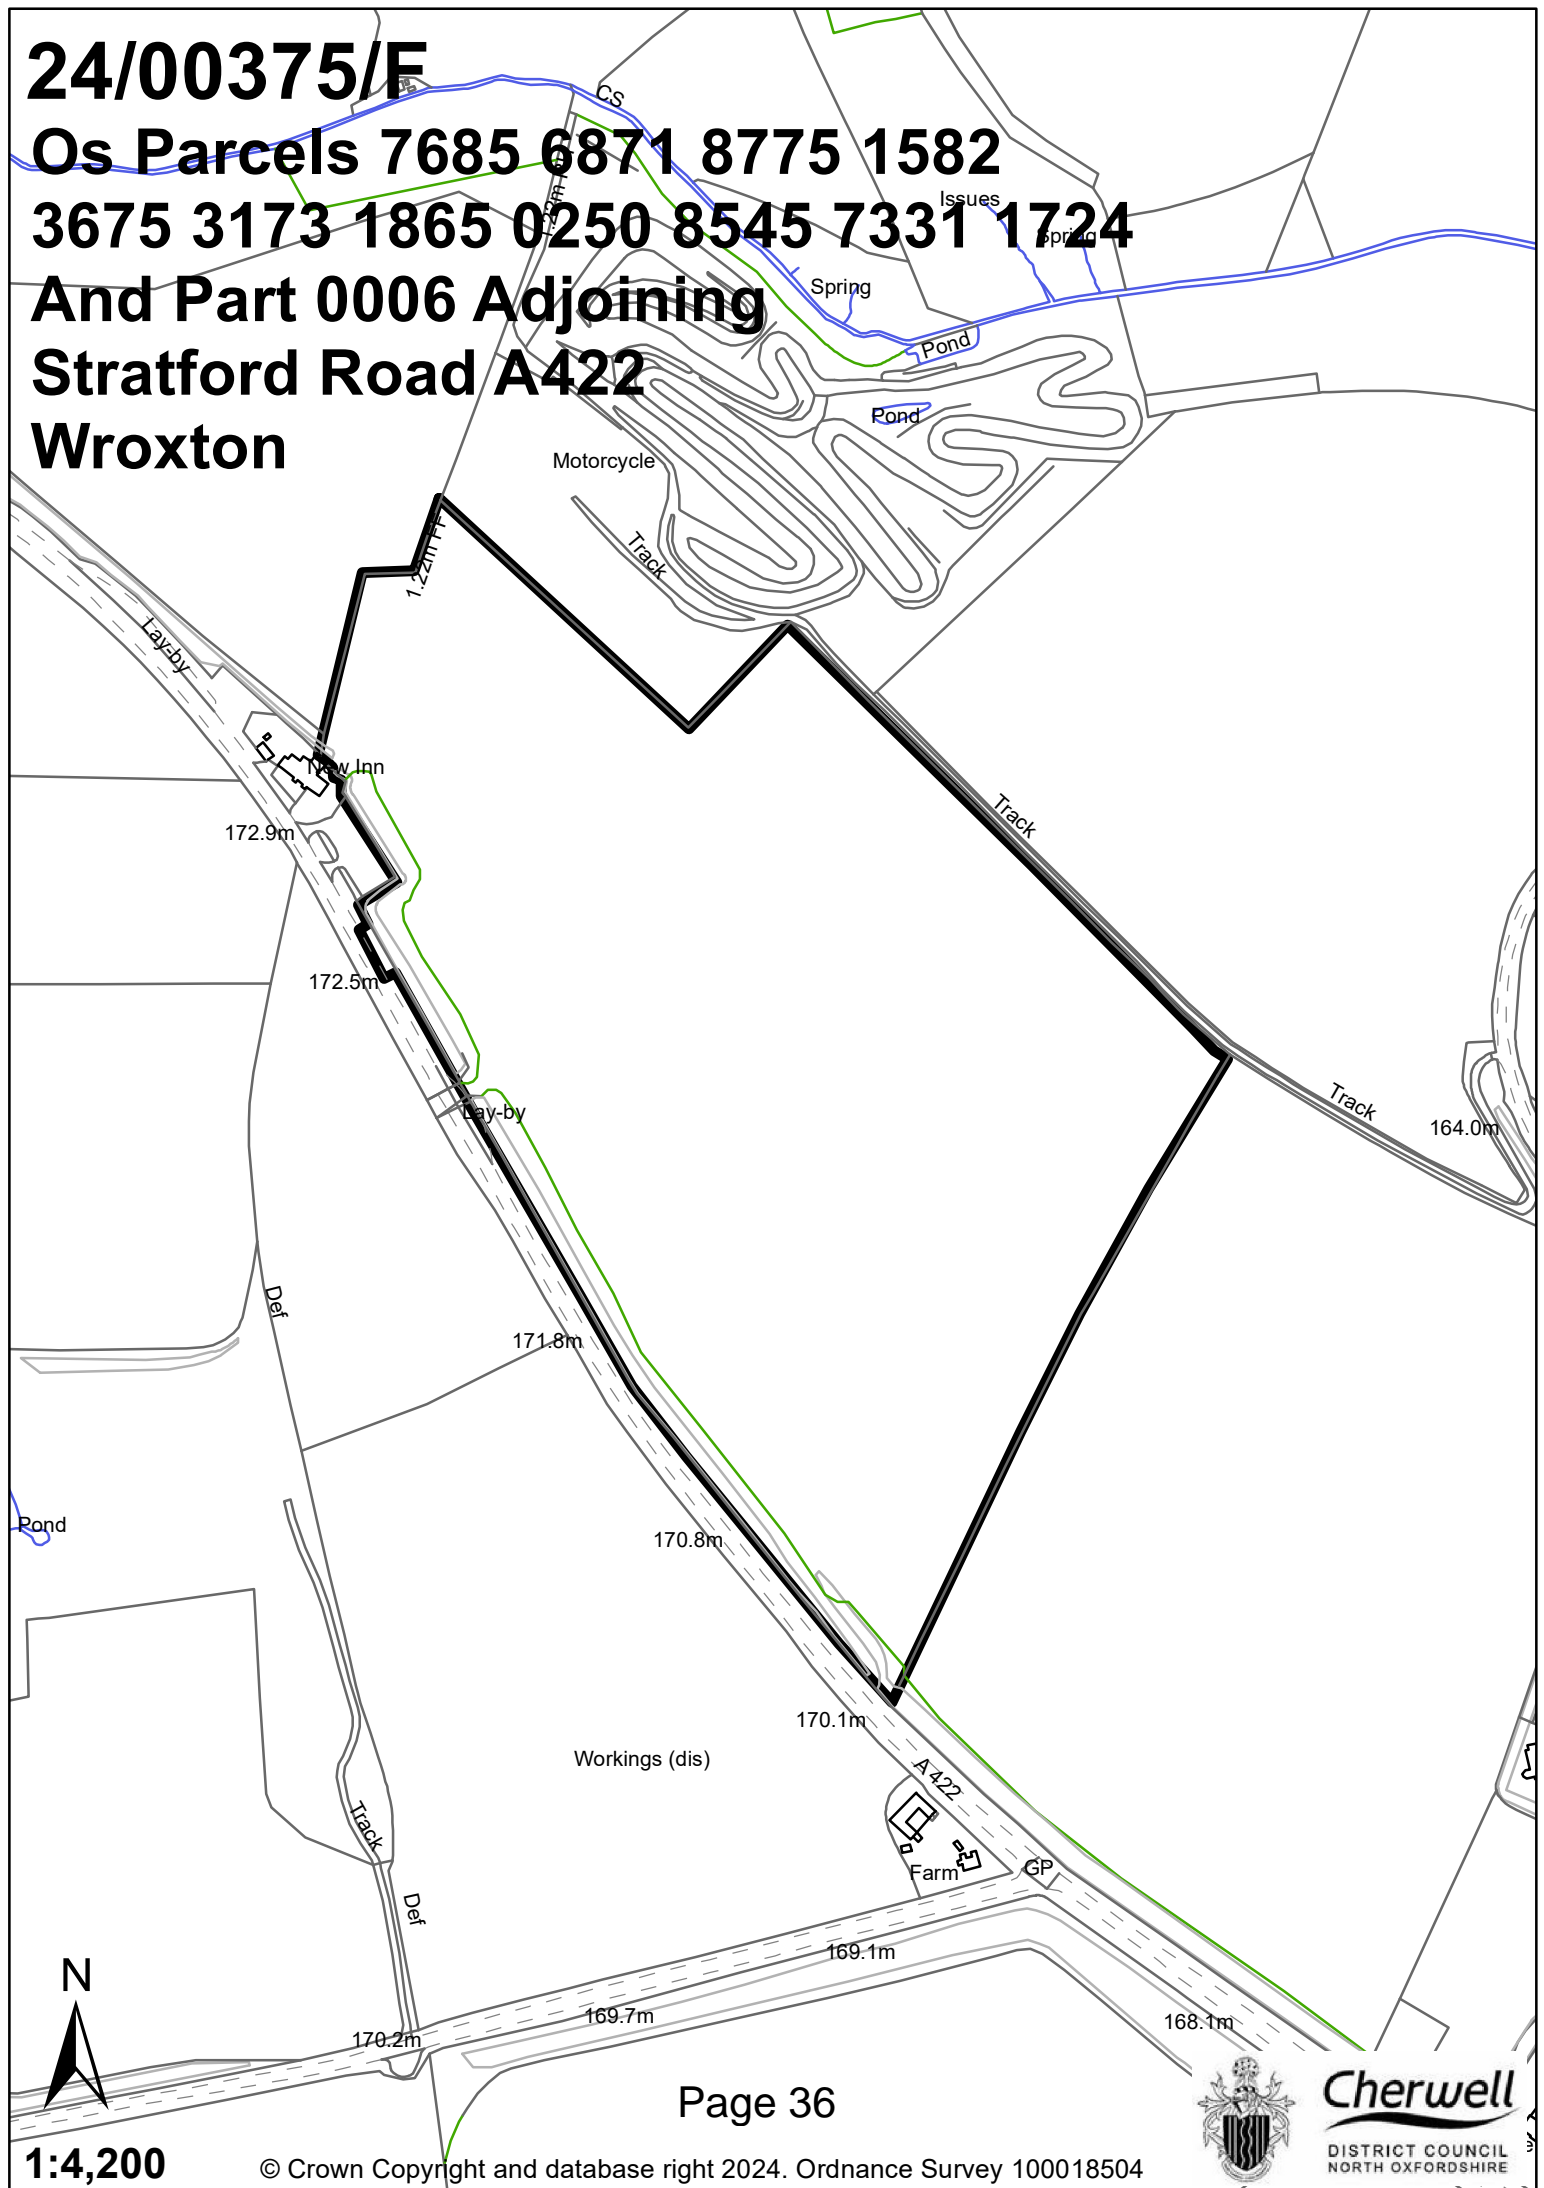 24/00375/F
Os Parcels 7685 6871 8775 1582
3675 3173 1865 0250 8545 7331 1724
And Part 0006 Adjoining
Stratford Road A422
Wroxton
CS
Issues
Spring
Spring
Pond
Pond
Motorcycle
Track
1.22m FF
Lay-by
New Inn
172.9m
Track
172.5m
Lay-by
Track
164.0m
Def
171.8m
Pond
170.8m
170.1m
Workings (dis)
A 422
Track
Farm
GP
Def
169.1m
N
169.7m
168.1m
170.2m
Page 36
Cherwell
DISTRICT COUNCIL
NORTH OXFORDSHIRE
1:4,200
© Crown Copyright and database right 2024. Ordnance Survey 100018504